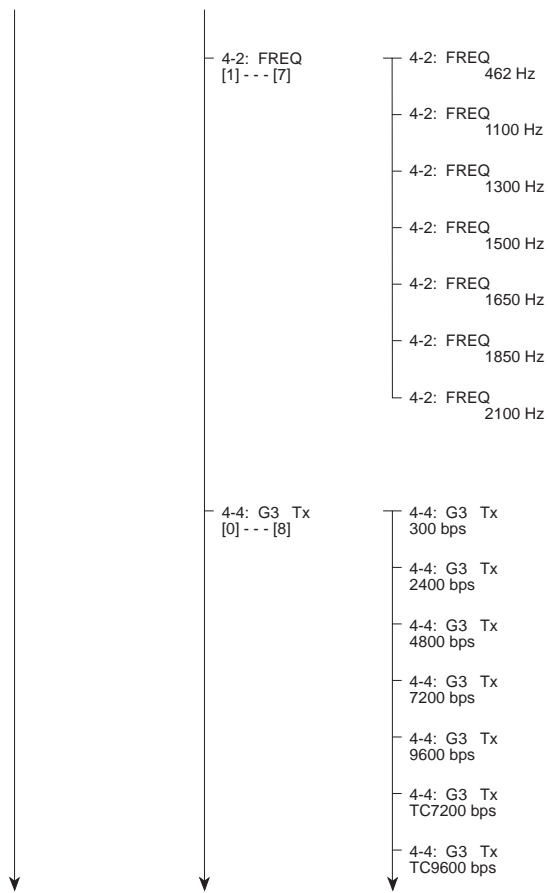 4-2: FREQ
[1] - - - [7]
4-2: FREQ
462 Hz
4-2: FREQ
1100 Hz
4-2: FREQ
1300 Hz
4-2: FREQ
1500 Hz
4-2: FREQ
1650 Hz
4-2: FREQ
1850 Hz
4-2: FREQ
2100 Hz
4-4: G3 Tx
[0] - - - [8]
4-4: G3 Tx
300 bps
4-4: G3 Tx
2400 bps
4-4: G3 Tx
4800 bps
4-4: G3 Tx
7200 bps
4-4: G3 Tx
9600 bps
4-4: G3 Tx
TC7200 bps
4-4: G3 Tx
TC9600 bps